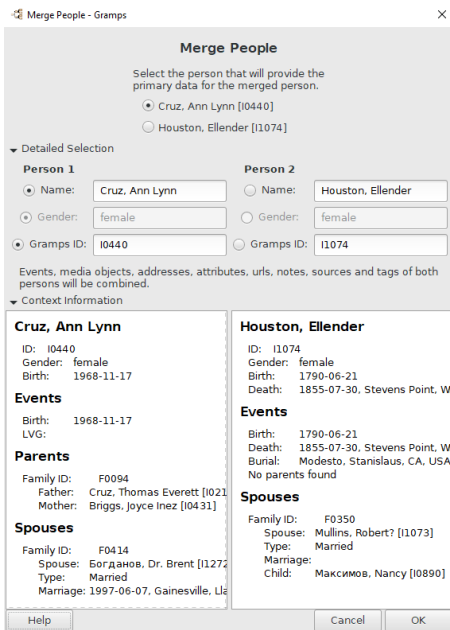 Merge People - Gramps
Merge People
Select the person that will provide the
primary data for the merged person.
Cruz, Ann Lynn [I0440]
Houston, Ellender [I1074]
Detailed Selection
Person 1
Person 2
Name: Cruz, Ann Lynn
Name: Houston, Ellender
Gender: female
Gender: female
Gramps ID: I0440
Gramps ID: I1074
Events, media objects, addresses, attributes, urls, notes, sources and tags of both
persons will be combined.
Context Information
Cruz, Ann Lynn
ID: I0440
Gender: female
Birth: 1968-11-17
Events
Birth: 1968-11-17
LVG:
Parents
Family ID: F0094
Father: Cruz, Thomas Everett [I021
Mother: Briggs, Joyce Inez [I0431]
Spouses
Family ID: F0414
Spouse: Богданов, Dr. Brent [I1272
Type: Married
Marriage: 1997-06-07, Gainesville, Lla
Houston, Ellender
ID: I1074
Gender: female
Birth: 1790-06-21
Death: 1855-07-30, Stevens Point, W
Events
Birth: 1790-06-21
Death: 1855-07-30, Stevens Point, W
Burial: Modesto, Stanislaus, CA, USA
No parents found
Spouses
Family ID: F0350
Spouse: Mullins, Robert? [I1073]
Type: Married
Marriage:
Child: Максимов, Nancy [I0890]
Help
Cancel
OK